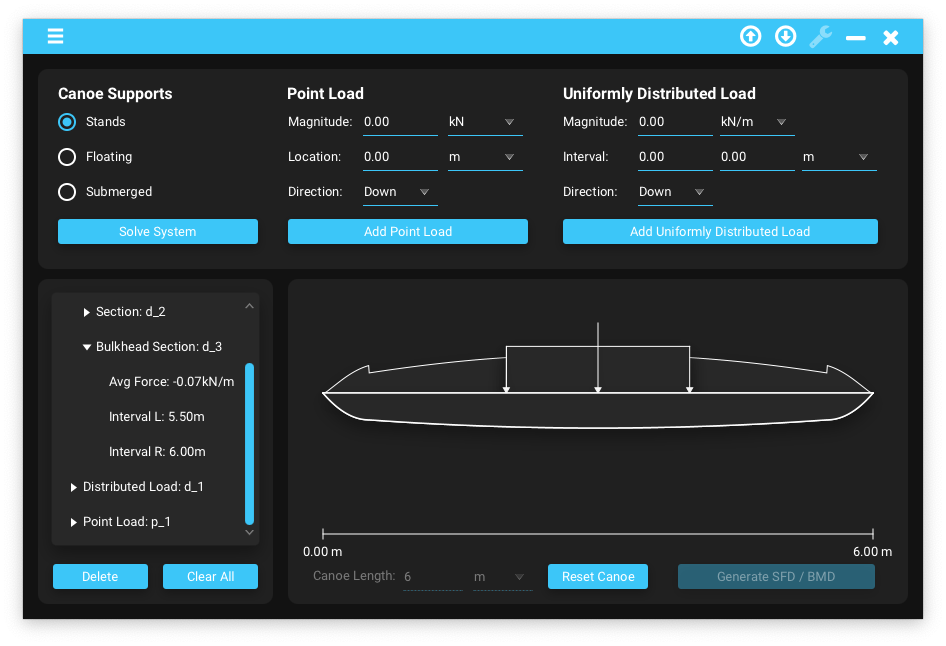 Canoe Supports
Stands
Floating
Submerged
Solve System
Point Load
Magnitude: 0.00 kN
Location: 0.00 m
Direction: Down
Add Point Load
Uniformly Distributed Load
Magnitude: 0.00 kN/m
Interval: 0.00 0.00 m
Direction: Down
Add Uniformly Distributed Load
Section: d_2
Bulkhead Section: d_3
Avg Force: -0.07kN/m
Interval L: 5.50m
Interval R: 6.00m
Distributed Load: d_1
Point Load: p_1
Delete Clear All
0.00 m 6.00 m
Canoe Length: 6 m Reset Canoe Generate SFD / BMD